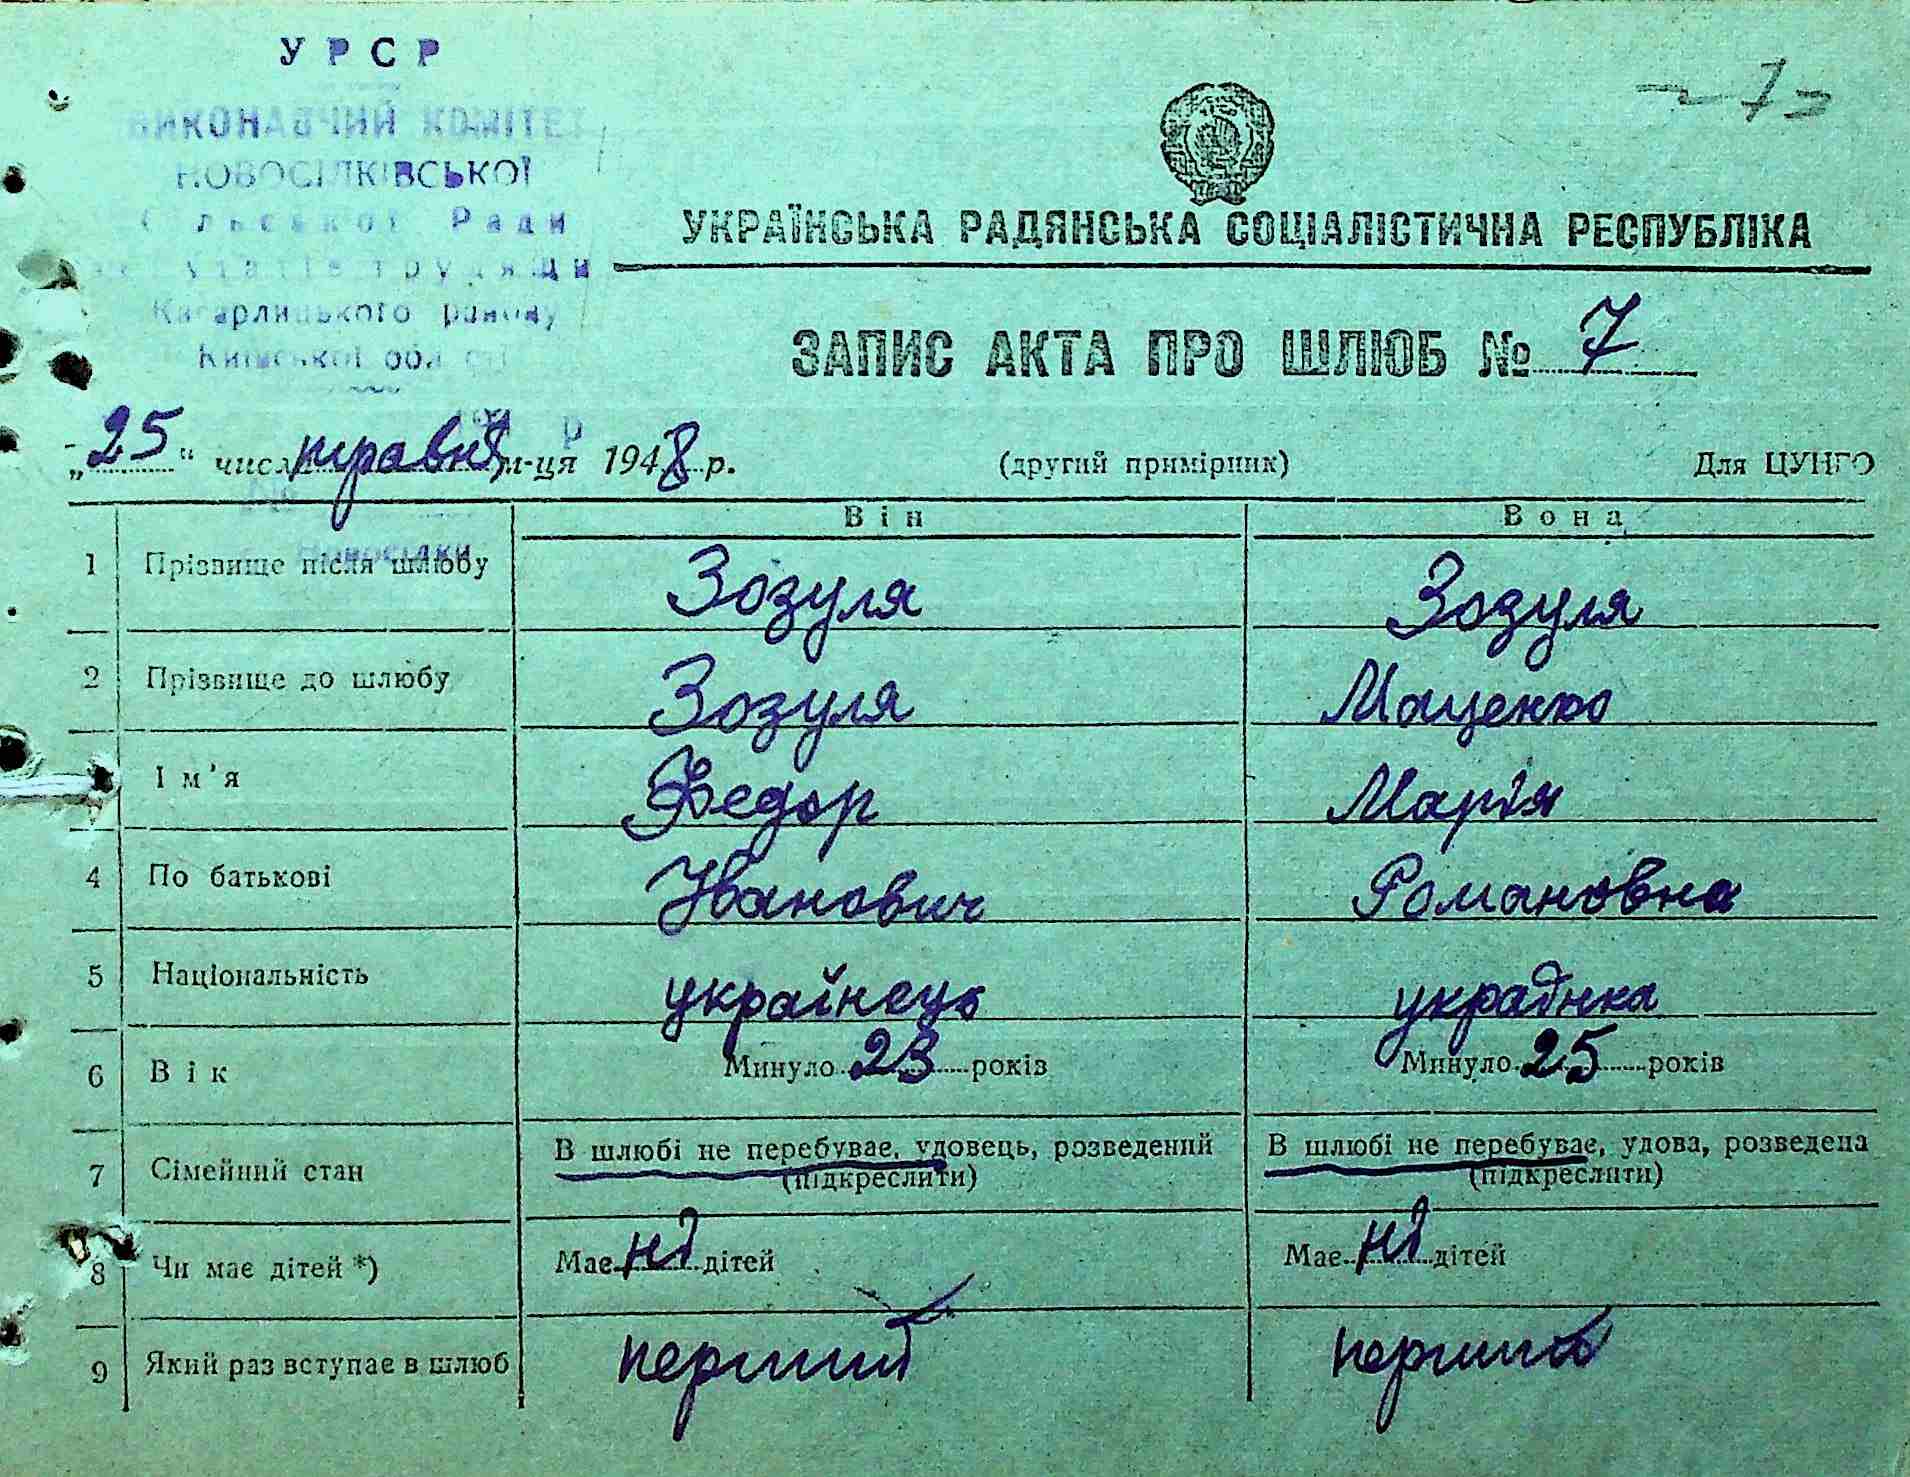 УРСР
ВИКОНАВЧИЙ КОМІТЕТ
НОВОСІЛКІВСЬКОЇ
Сільської Ради
трудящи
Кагарлицького району
Київської обл
7
УКРАЇНСЬКА РАДЯНСЬКА СОЦІАЛІСТИЧНА РЕСПУБЛІКА
ЗАПИС АКТА ПРО ШЛЮБ № 7
„25" числа травня м-ця 1948 р. (другий примірник) Для ЦУНГО
Він Вона
Новосілки
1 Прізвище після шлюбу Зозуля Зозуля
2 Прізвище до шлюбу Зозуля Маценко
Ім'я Федор Марія
4 По батькові Іванович Романовна
5 Національність українець українка
6 Вік Минуло 23 років Минуло 25 років
7 Сімейний стан В шлюбі не перебуває, удовець, розведений В шлюбі не перебуває, удова, розведена
(підкреслити) (підкреслити)
8 Чи має дітей *) Має ні дітей Має ні дітей
9 Який раз вступає в шлюб перший перший